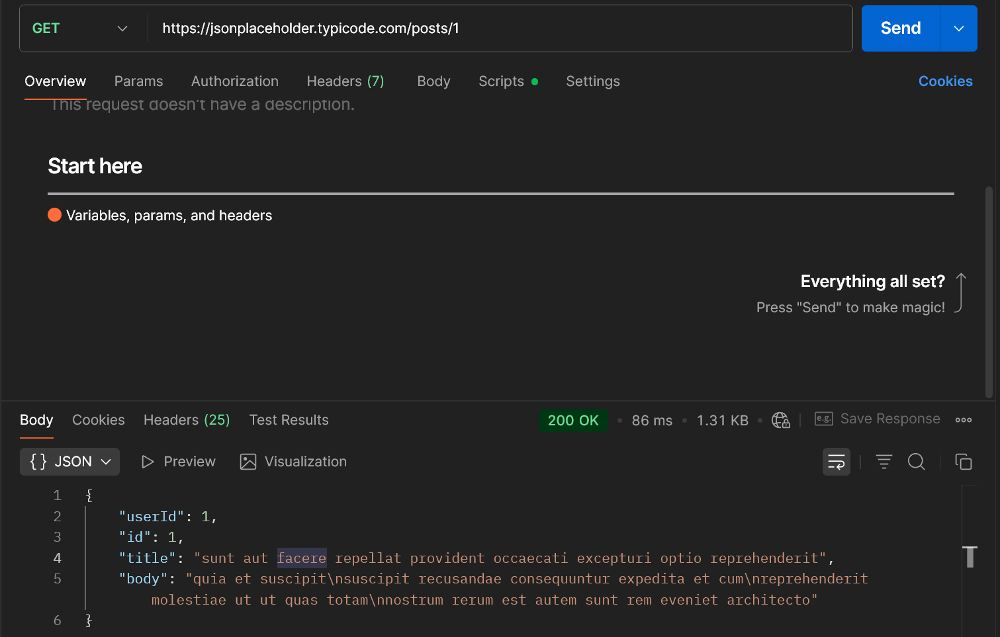 GET https://jsonplaceholder.typicode.com/posts/1 Send
Overview Params Authorization Headers (7) Body Scripts Settings Cookies
This request doesn't have a description.
Start here
Variables, params, and headers
Everything all set?
Press "Send" to make magic!
Body Cookies Headers (25) Test Results 200 OK • 86 ms • 1.31 KB • e.g. Save Response
{} JSON Preview Visualization
1 {
2 "userId": 1,
3 "id": 1,
4 "title": "sunt aut facere repellat provident occaecati excepturi optio reprehenderit",
5 "body": "quia et suscipit\nsuscipit recusandae consequuntur expedita et cum\nreprehenderit
molestiae ut ut quas totam\nnostrum rerum est autem sunt rem eveniet architecto"
6 }